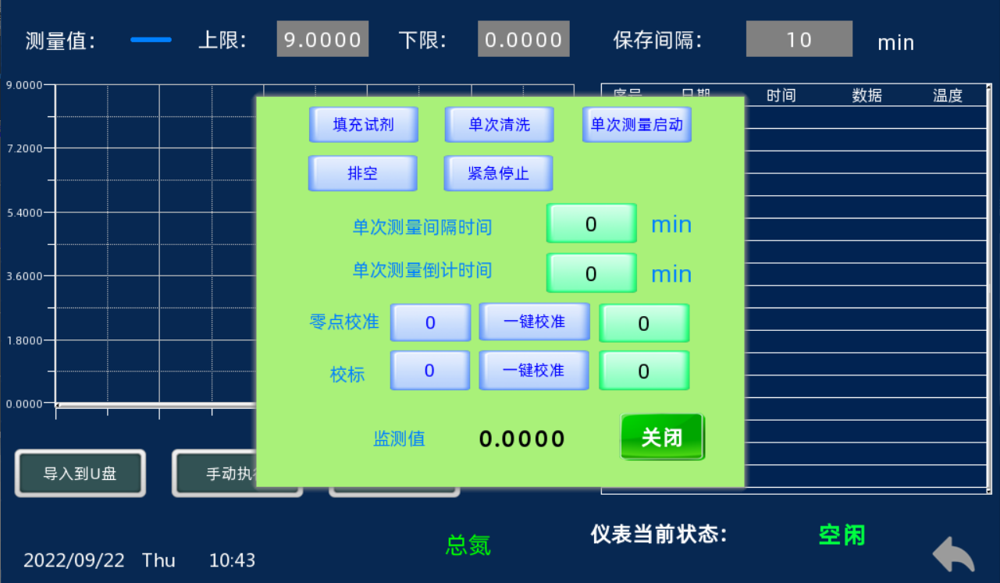 测量值： 上限： 9.0000 下限： 0.0000 保存间隔： 10 min
9.0000
7.2000
5.4000
3.6000
1.8000
0.0000
序号 日期 时间 数据 温度
填充试剂 单次清洗 单次测量启动
排空 紧急停止
单次测量间隔时间 0 min
单次测量倒计时间 0 min
零点校准 0 一键校准 0
校标 0 一键校准 0
监测值 0.0000 关闭
导入到U盘 手动执
总氮 仪表当前状态： 空闲
2022/09/22 Thu 10:43